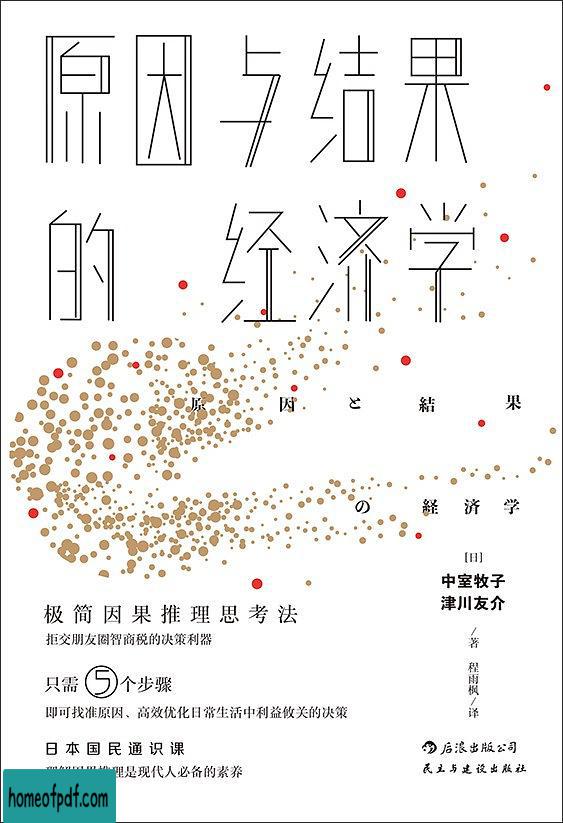 原因与结果
的 经济学
原因と結果
の経済学
[日]
中室牧子
津川友介
/著
程雨枫/译
极简因果推理思考法
拒交朋友圈智商税的决策利器
只需5个步骤
即可找准原因、高效优化日常生活中利益攸关的决策
日本国民通识课
理解因果推理是现代人必备的素养
后浪出版公司
民主与建设出版社
homeofpdf.com